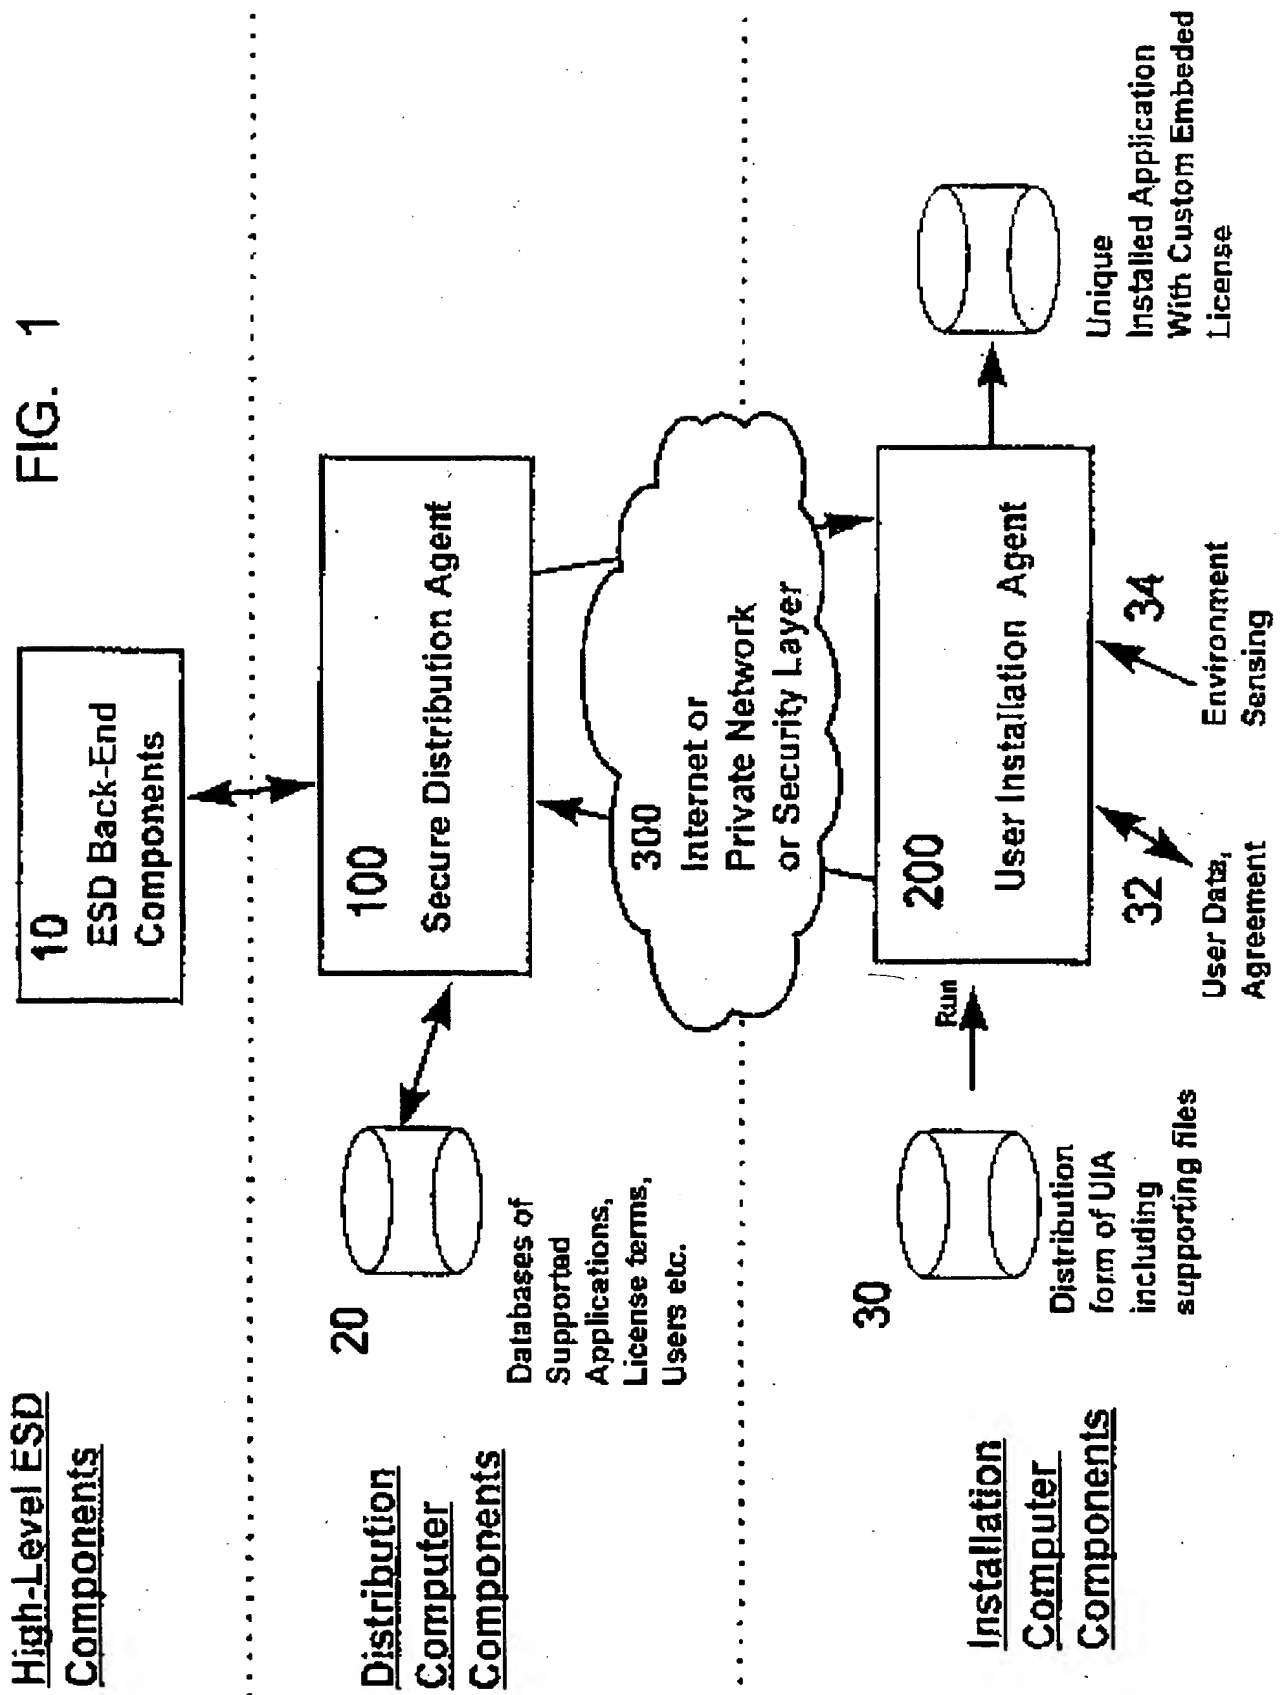 FIG. 1
High-Level ESD
Components
10
ESD Back-End
Components
Distribution
Computer
Components
20
Databases of
Supported
Applications,
License terms,
Users etc.
100
Secure Distribution Agent
300
Internet or
Private Network
or Security Layer
Installation
Computer
Components
30
Distribution
form of UIA
including
supporting files
Run
200
User Installation Agent
32
User Data,
Agreement
34
Environment
Sensing
Unique
Installed Application
With Custom Embeded
License